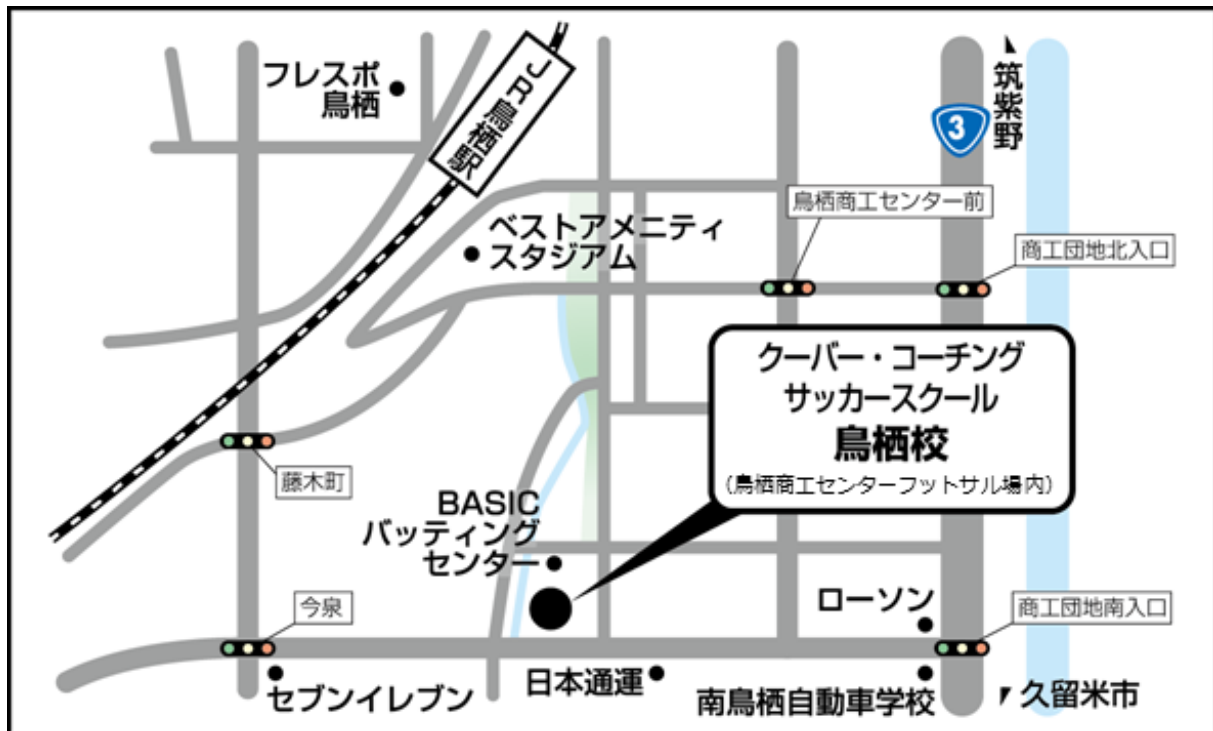 フレスポ
鳥栖
JR鳥栖駅
3
筑紫野
鳥栖商工センター前
ベストアメニティ
スタジアム
商工団地北入口
クーバー・コーチング
サッカースクール
鳥栖校
(鳥栖商工センターフットサル場内)
藤木町
BASIC
バッティング
センター
今泉
ローソン
商工団地南入口
セブンイレブン
日本通運
南鳥栖自動車学校
久留米市